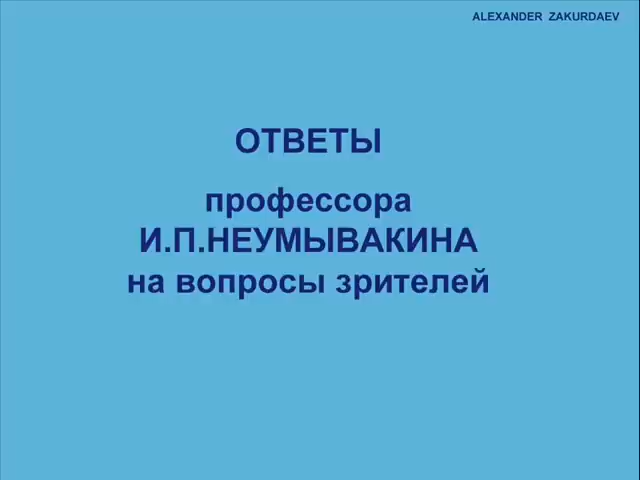 ALEXANDER ZAKURDAEV
ОТВЕТЫ
профессора
И.П.НЕУМЫВАКИНА
на вопросы зрителей